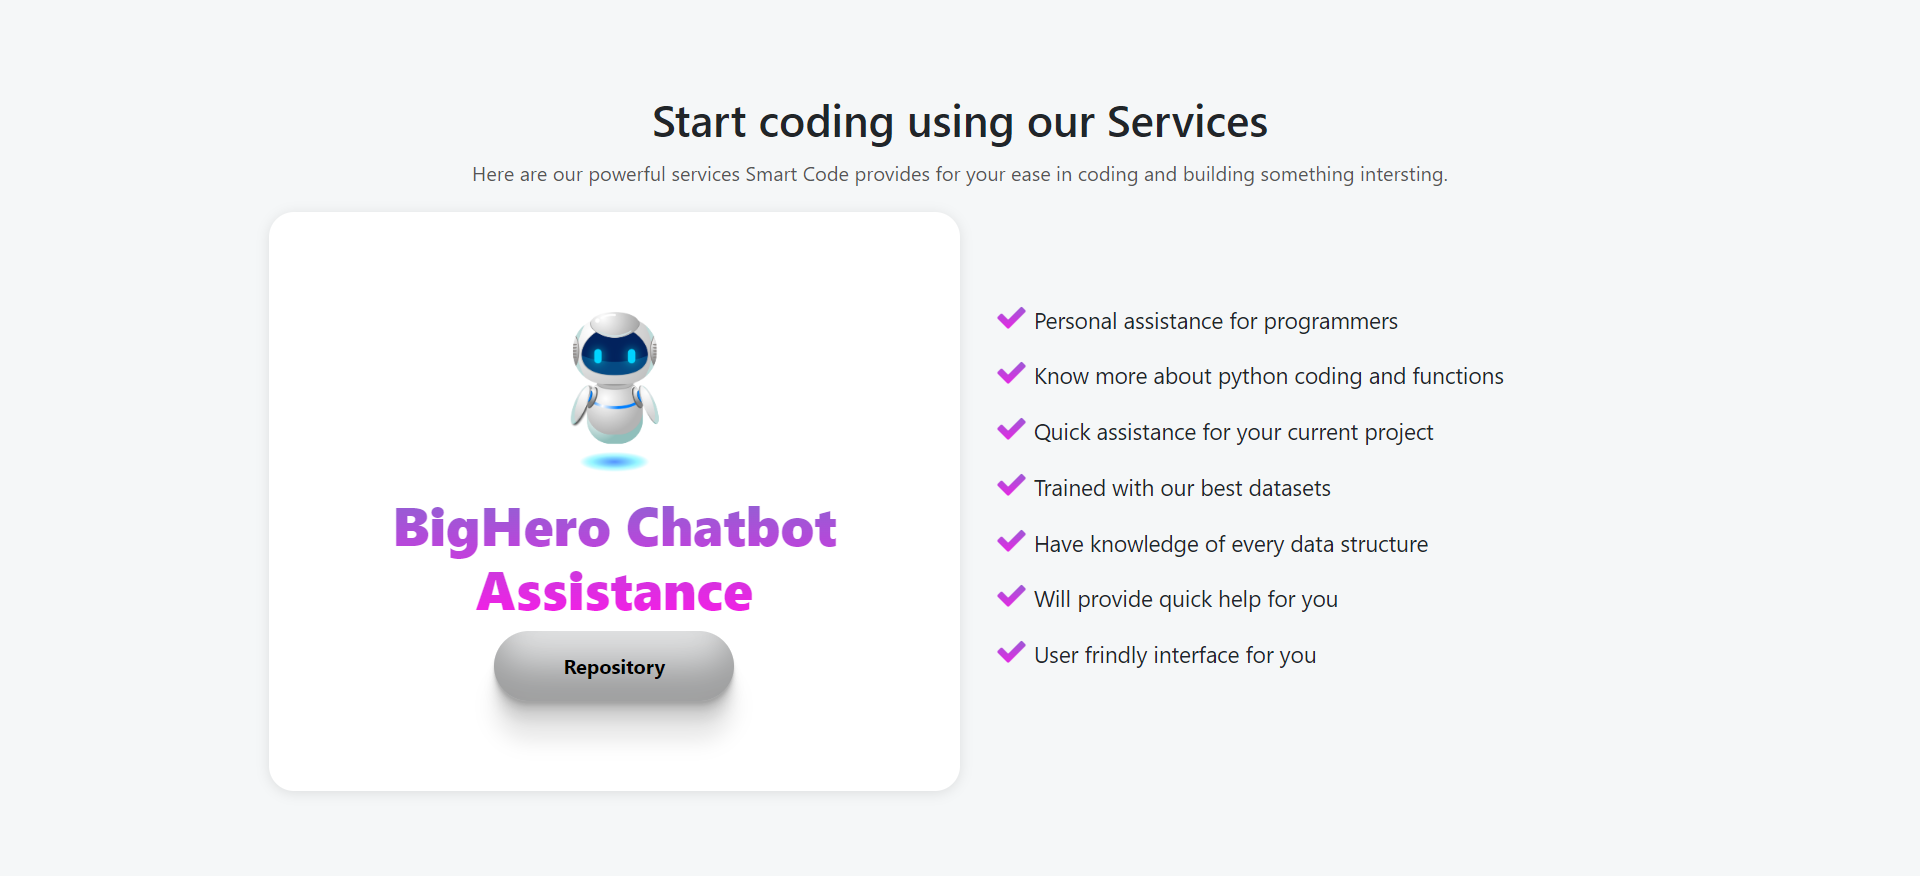 Start coding using our Services
Here are our powerful services Smart Code provides for your ease in coding and building something intersting.
BigHero Chatbot
Assistance
Repository
Personal assistance for programmers
Know more about python coding and functions
Quick assistance for your current project
Trained with our best datasets
Have knowledge of every data structure
Will provide quick help for you
User frindly interface for you